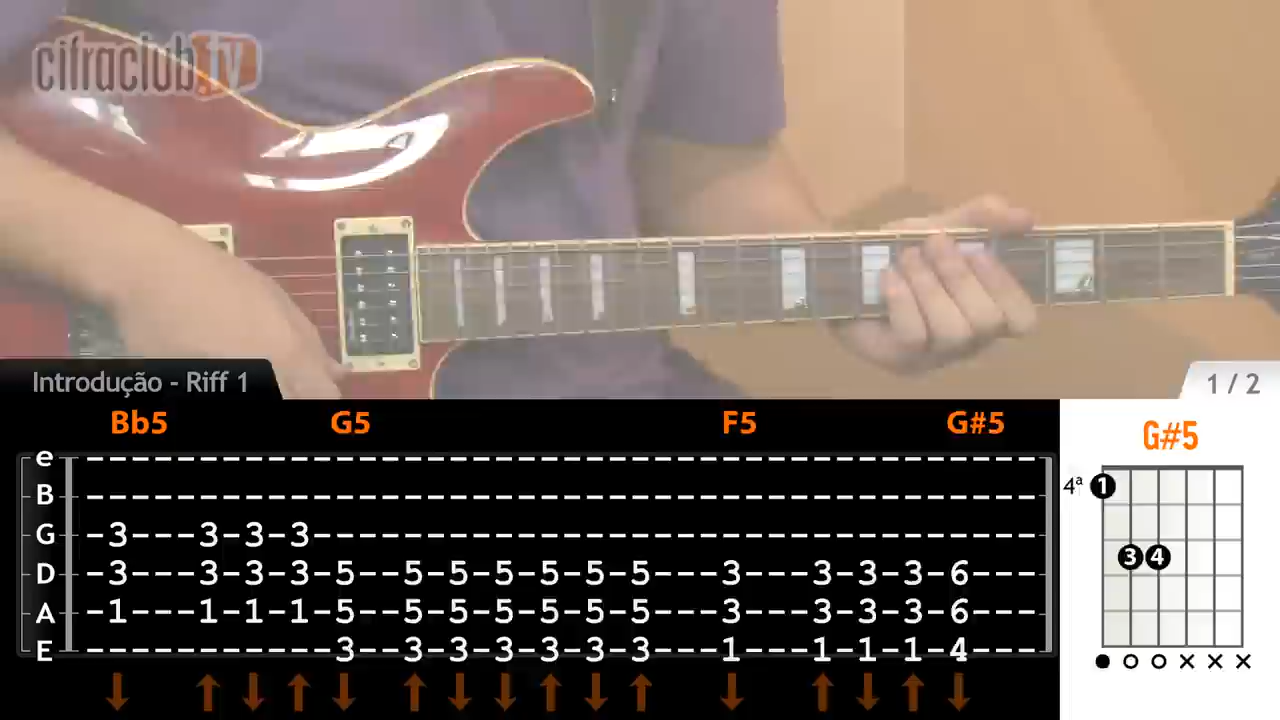 cifraclub.tv
Introdução - Riff 1
1 / 2
Bb5 G5 F5 G#5
e
B
G -3---3-3-3
D -3---3-3-3-5--5-5-5-5-5-5---3---3-3-3-6---
A -1---1-1-1-5--5-5-5-5-5-5---3---3-3-3-6---
E ----------3--3-3-3-3-3-3---1---1-1-1-4---
G#5
4ª 1
3 4